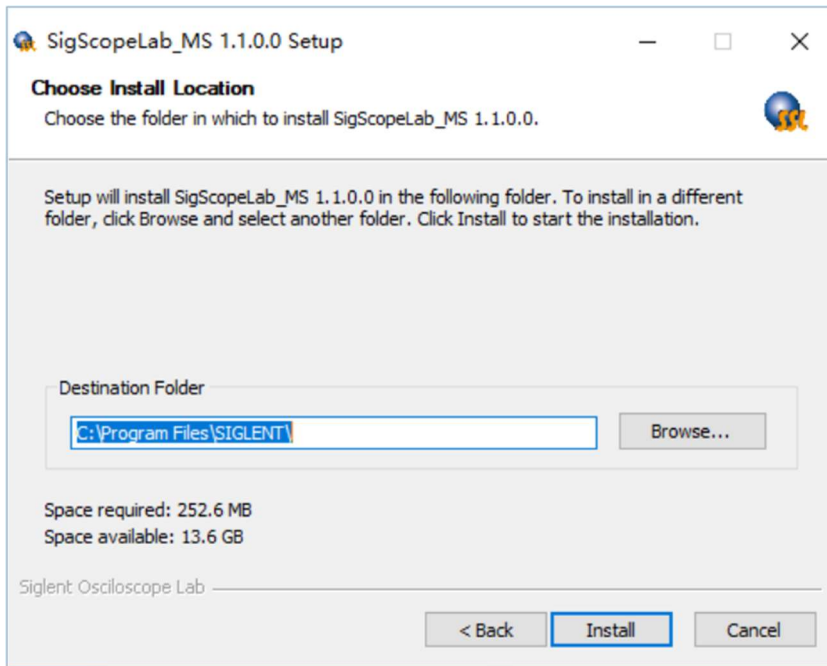 SigScopeLab_MS 1.1.0.0 Setup
Choose Install Location
Choose the folder in which to install SigScopeLab_MS 1.1.0.0.
SSL
Setup will install SigScopeLab_MS 1.1.0.0 in the following folder. To install in a different
folder, click Browse and select another folder. Click Install to start the installation.
Destination Folder
C:\Program Files\SIGLENT\
Browse...
Space required: 252.6 MB
Space available: 13.6 GB
Siglent Osciloscope Lab
< Back
Install
Cancel